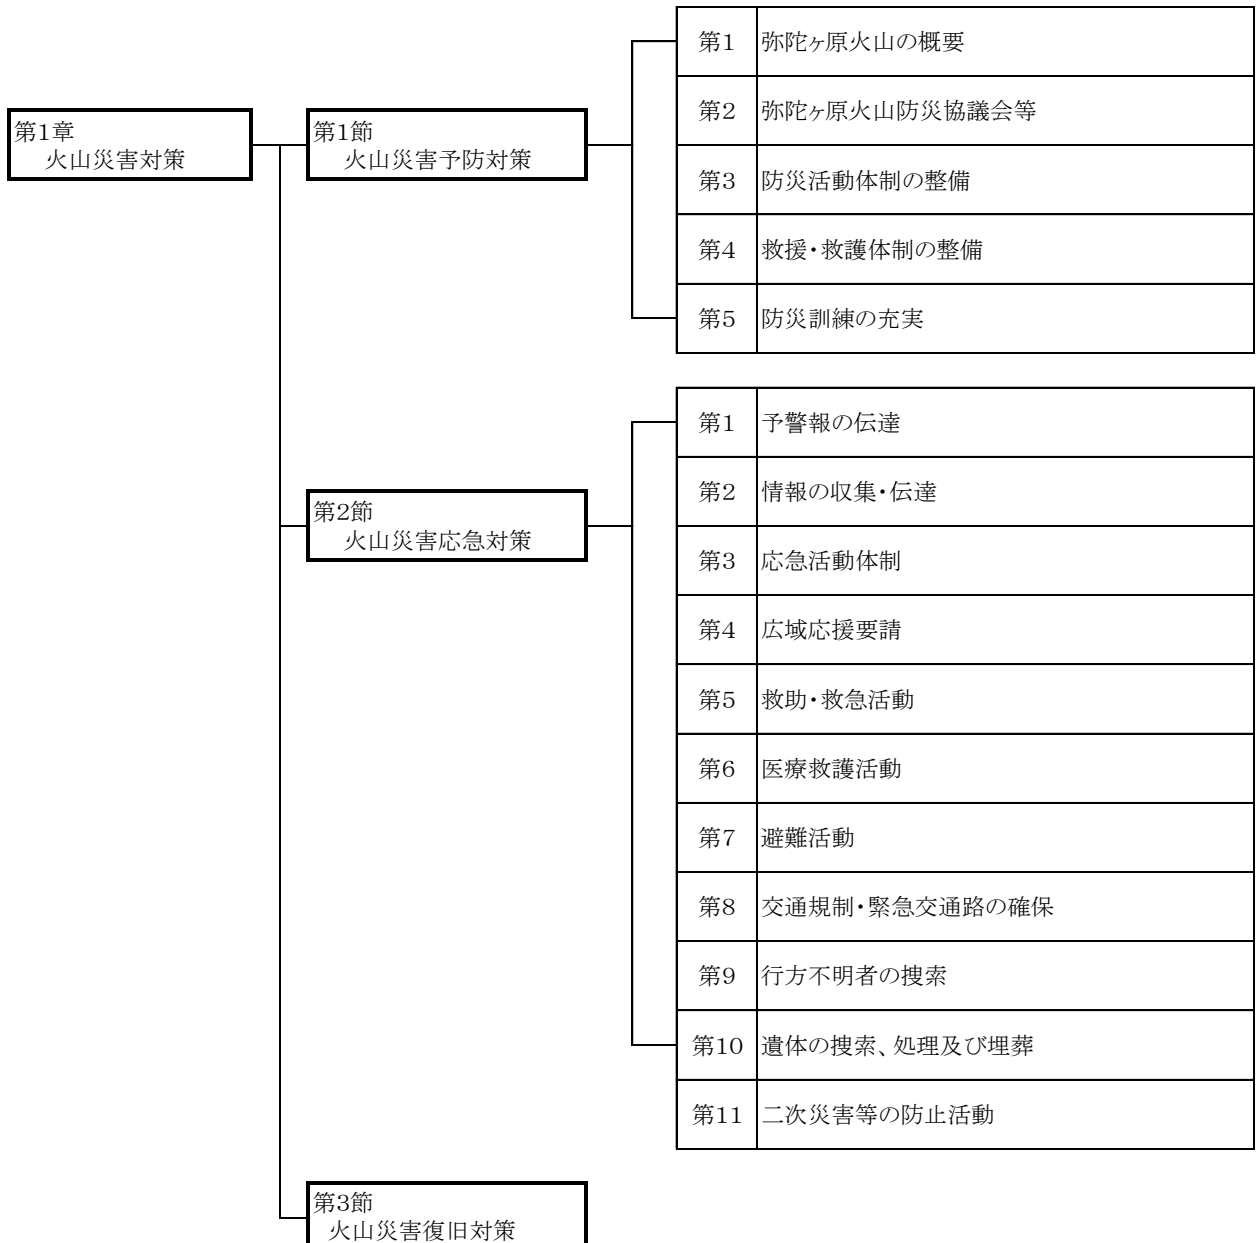 第1章
火山災害対策
第1節
火山災害予防対策
第1 弥陀ヶ原火山の概要
第2 弥陀ヶ原火山防災協議会等
第3 防災活動体制の整備
第4 救援・救護体制の整備
第5 防災訓練の充実
第2節
火山災害応急対策
第1 予警報の伝達
第2 情報の収集・伝達
第3 応急活動体制
第4 広域応援要請
第5 救助・救急活動
第6 医療救護活動
第7 避難活動
第8 交通規制・緊急交通路の確保
第9 行方不明者の捜索
第10 遺体の捜索、処理及び埋葬
第11 二次災害等の防止活動
第3節
火山災害復旧対策